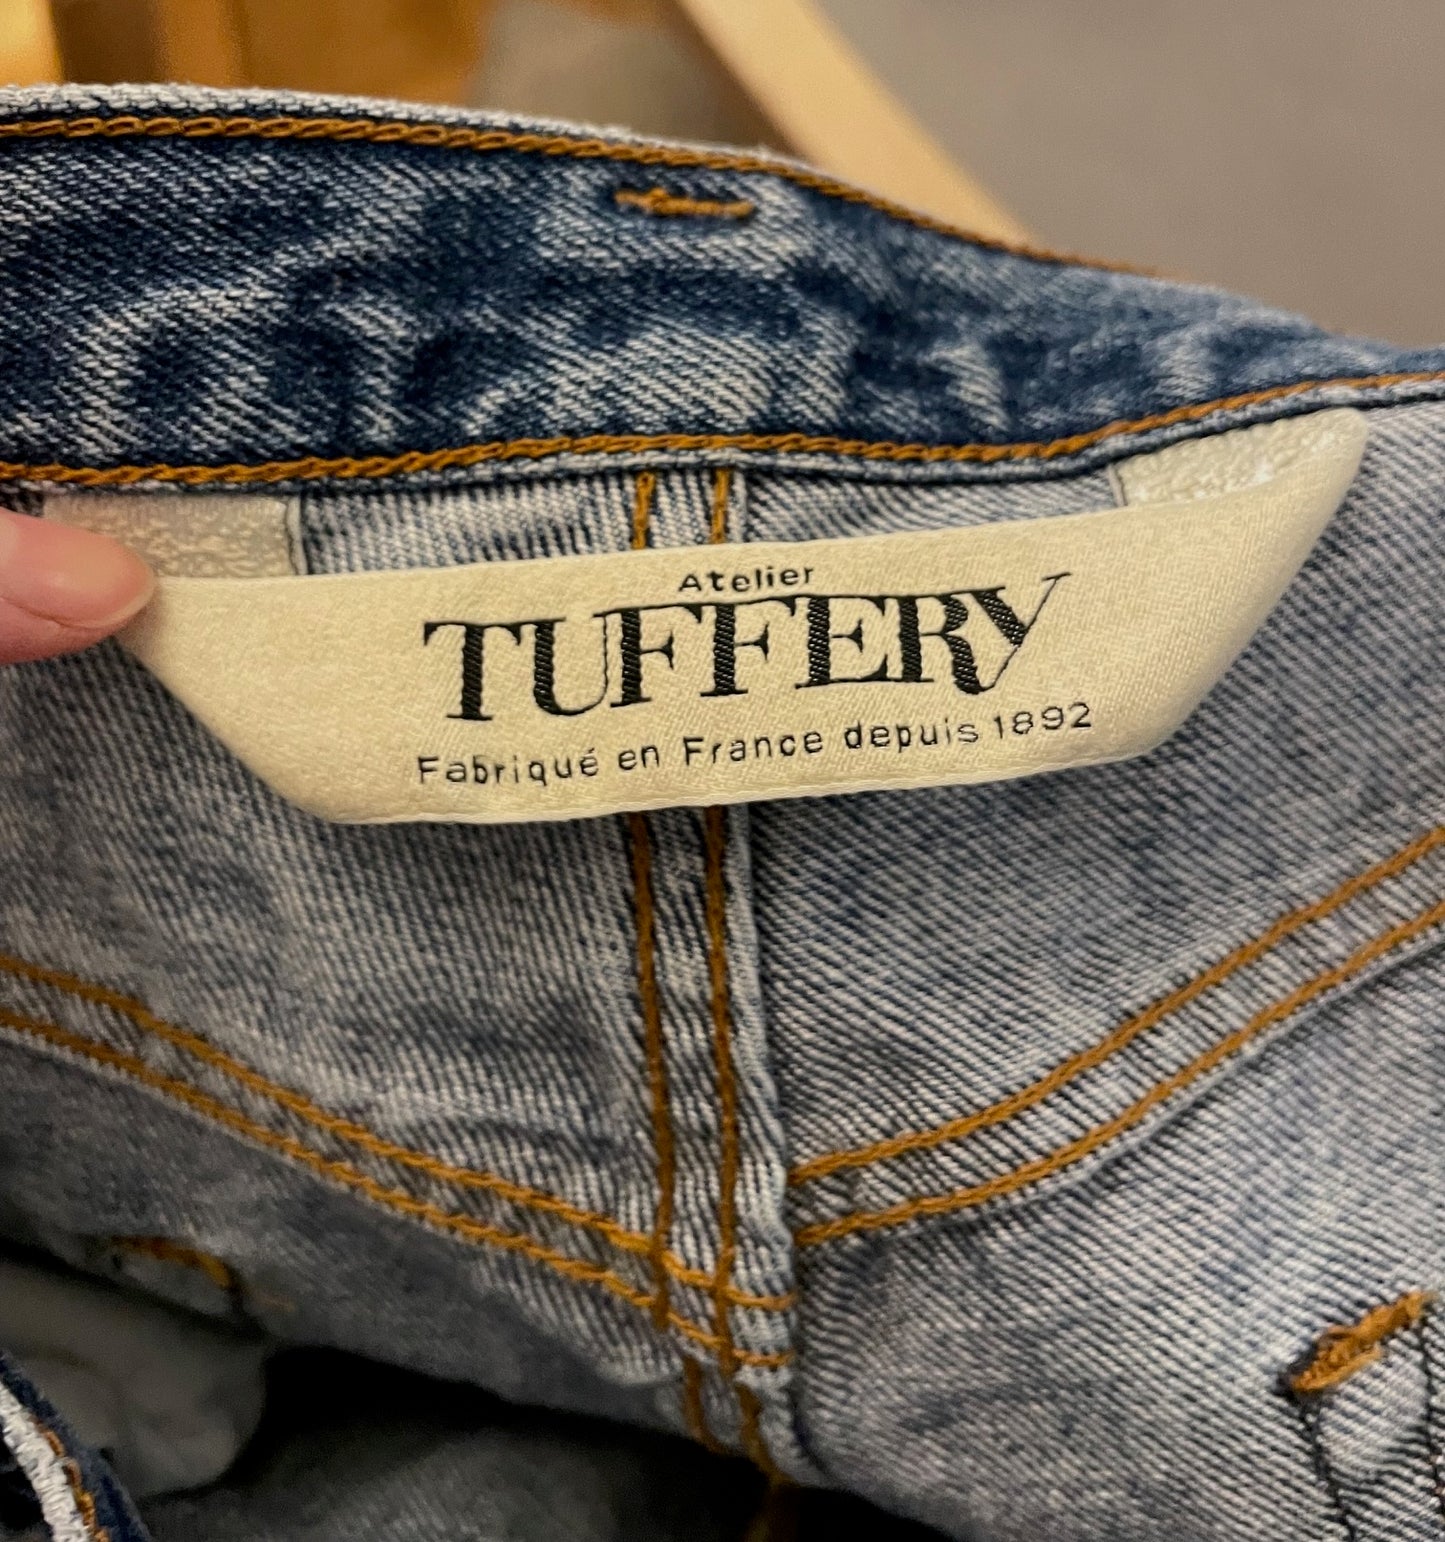 Atelier
TUFFERY
Fabriqué en France depuis 1892